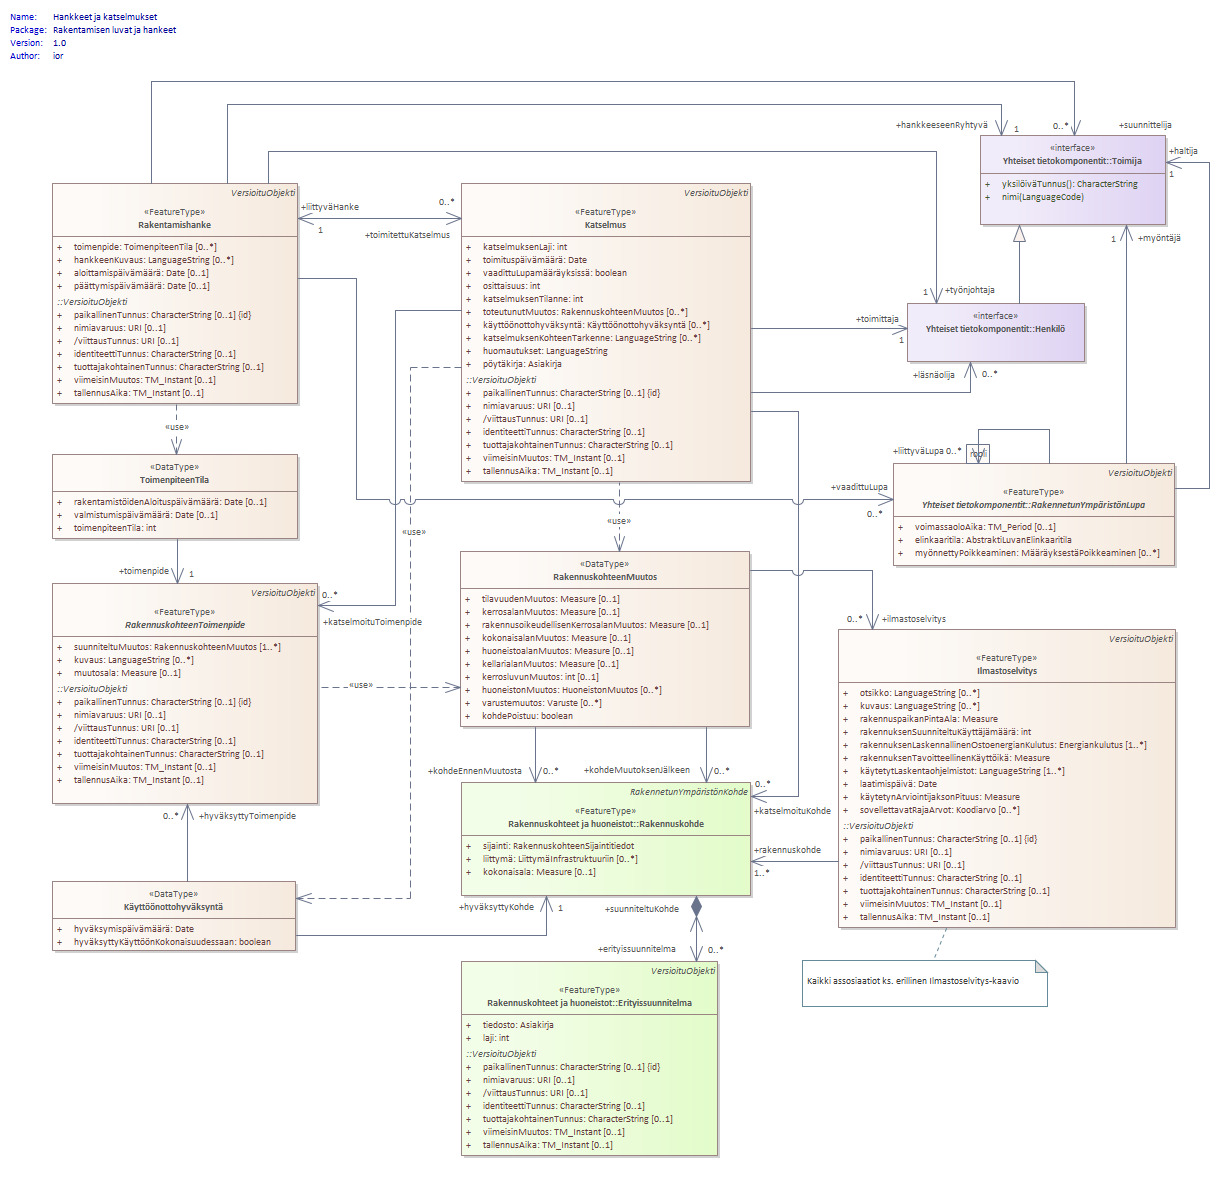 Name: Hankkeet ja katselmukset
Package: Rakentamisen luvat ja hankeet
Version: 1.0
Author: ior
+hankkeeseenRyhtyvä
1
0..*
+suunnittelija
«interface»
Yhteiset tietokomponentit::Toimija
+ yksilöiväTunnus(): CharacterString
+ nimi(LanguageCode)
+haltija
1
1
+myöntäjä
VersioituObjekti
«FeatureType»
Rakentamishanke
+ toimenpide: ToimenpiteenTila [0..*]
+ hankkeenKuvaus: LanguageString [0..*]
+ aloittamispäivämäärä: Date [0..1]
+ päättymispäivämäärä: Date [0..1]
::VersioituObjekti
+ paikallinenTunnus: CharacterString [0..1] {id}
+ nimiavaruus: URI [0..1]
+ /viittausTunnus: URI [0..1]
+ identiteettiTunnus: CharacterString [0..1]
+ tuottajakohtainenTunnus: CharacterString [0..1]
+ viimeisinMuutos: TM_Instant [0..1]
+ tallennusAika: TM_Instant [0..1]
+liittyväHanke
1
0..*
+toimitettuKatselmus
VersioituObjekti
«FeatureType»
Katselmus
+ katselmuksenLaji: int
+ toimituspäivämäärä: Date
+ vaadittuLupamääräyksissä: boolean
+ osittaisuus: int
+ katselmuksenTilanne: int
+ toteutunutMuutos: RakennuskohteenMuutos [0..*]
+ käyttöönottohyväksyntä: Käyttöönottohyväksyntä [0..*]
+ katselmuksenKohteenTarkenne: LanguageString [0..*]
+ huomautukset: LanguageString
+ pöytäkirja: Asiakirja
::VersioituObjekti
+ paikallinenTunnus: CharacterString [0..1] {id}
+ nimiavaruus: URI [0..1]
+ /viittausTunnus: URI [0..1]
+ identiteettiTunnus: CharacterString [0..1]
+ tuottajakohtainenTunnus: CharacterString [0..1]
+ viimeisinMuutos: TM_Instant [0..1]
+ tallennusAika: TM_Instant [0..1]
1
+työnjohtaja
«interface»
Yhteiset tietokomponentit::Henkilö
+toimittaja
1
+läsnäolija
0..*
+liittyväLupa 0..*
rooli
VersioituObjekti
«FeatureType»
Yhteiset tietokomponentit::RakennetunYmpäristönLupa
+ voimassaoloAika: TM_Period [0..1]
+ elinkaaritila: AbstraktiLuvanElinkaaritila
+ myönnettyPoikkeaminen: MääräyksestäPoikkeaminen [0..*]
+vaadittuLupa
0..*
«use»
«DataType»
ToimenpiteenTila
+ rakentamistöidenAloituspäivämäärä: Date [0..1]
+ valmistumispäivämäärä: Date [0..1]
+ toimenpiteenTila: int
«use»
«use»
+toimenpide
1
VersioituObjekti
«FeatureType»
RakennuskohteenToimenpide
+ suunniteltuMuutos: RakennuskohteenMuutos [1..*]
+ kuvaus: LanguageString [0..*]
+ muutosala: Measure [0..1]
::VersioituObjekti
+ paikallinenTunnus: CharacterString [0..1] {id}
+ nimiavaruus: URI [0..1]
+ /viittausTunnus: URI [0..1]
+ identiteettiTunnus: CharacterString [0..1]
+ tuottajakohtainenTunnus: CharacterString [0..1]
+ viimeisinMuutos: TM_Instant [0..1]
+ tallennusAika: TM_Instant [0..1]
0..*
+katselmoituToimenpide
«use»
«DataType»
RakennuskohteenMuutos
+ tilavuudenMuutos: Measure [0..1]
+ kerrosalanMuutos: Measure [0..1]
+ rakennusoikeudellisenKerrosalanMuutos: Measure [0..1]
+ kokonaisalanMuutos: Measure [0..1]
+ huoneistoalanMuutos: Measure [0..1]
+ kellarialanMuutos: Measure [0..1]
+ kerrosluvunMuutos: int [0..1]
+ huoneistonMuutos: HuoneistonMuutos [0..*]
+ varustemuutos: Varuste [0..*]
+ kohdePoistuu: boolean
0..*
+ilmastoselvitys
VersioituObjekti
«FeatureType»
Ilmastoselvitys
+ otsikko: LanguageString [0..*]
+ kuvaus: LanguageString [0..*]
+ rakennuspaikanPintaAla: Measure
+ rakennuksenSuunniteltuKäyttäjämäärä: int
+ rakennuksenLaskennallinenOstoenergianKulutus: Energiankulutus [1..*]
+ rakennuksenTavoitteellinenKäyttöikä: Measure
+ käytetytLaskentaohjelmistot: LanguageString [1..*]
+ laatimispäivä: Date
+ käytetynArviointijaksonPituus: Measure
+ sovellettavatRajaArvot: Koodiarvo [0..*]
::VersioituObjekti
+ paikallinenTunnus: CharacterString [0..1] {id}
+ nimiavaruus: URI [0..1]
+ /viittausTunnus: URI [0..1]
+ identiteettiTunnus: CharacterString [0..1]
+ tuottajakohtainenTunnus: CharacterString [0..1]
+ viimeisinMuutos: TM_Instant [0..1]
+ tallennusAika: TM_Instant [0..1]
+kohdeEnnenMuutosta
0..*
+kohdeMuutoksenJälkeen
0..*
0..*
+katselmoituKohde
+rakennuskohde
1..*
RakennetunYmpäristönKohde
«FeatureType»
Rakennuskohteet ja huoneistot::Rakennuskohde
+ sijainti: RakennuskohteenSijaintitiedot
+ liittymä: LiittymäInfrastruktuuriin [0..*]
+ kokonaisala: Measure [0..1]
0..*
+hyväksyttyToimenpide
«DataType»
Käyttöönottohyväksyntä
+ hyväksymispäivämäärä: Date
+ hyväksyttyKäyttöönKokonaisuudessaan: boolean
+hyväksyttyKohde
1
+suunniteltuKohde
+erityissuunnitelma
0..*
VersioituObjekti
«FeatureType»
Rakennuskohteet ja huoneistot::Erityissuunnitelma
+ tiedosto: Asiakirja
+ laji: int
::VersioituObjekti
+ paikallinenTunnus: CharacterString [0..1] {id}
+ nimiavaruus: URI [0..1]
+ /viittausTunnus: URI [0..1]
+ identiteettiTunnus: CharacterString [0..1]
+ tuottajakohtainenTunnus: CharacterString [0..1]
+ viimeisinMuutos: TM_Instant [0..1]
+ tallennusAika: TM_Instant [0..1]
Kaikki assosiaatiot ks. erillinen Ilmastoselvitys-kaavio